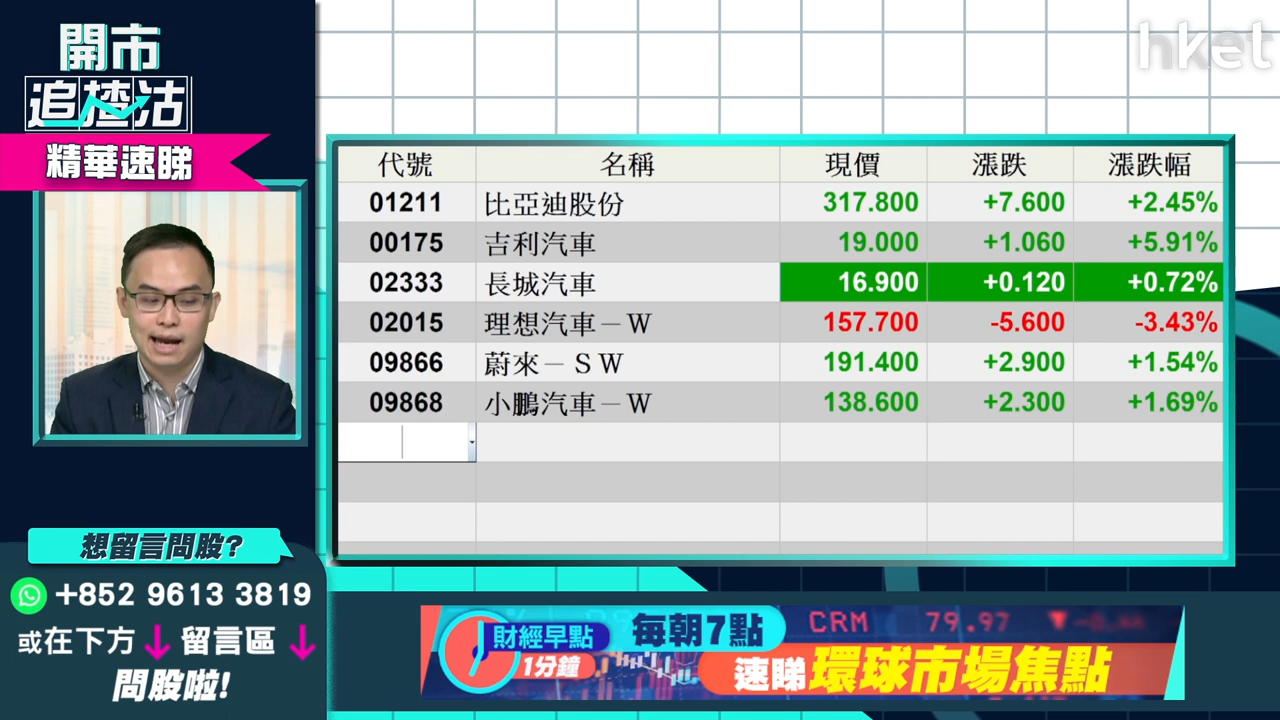 開市
追揸沽
精華速睇
hket
代號 名稱 現價 漲跌 漲跌幅
01211 比亞迪股份 317.800 +7.600 +2.45%
00175 吉利汽車 19.000 +1.060 +5.91%
02333 長城汽車 16.900 +0.120 +0.72%
02015 理想汽車－W 157.700 -5.600 -3.43%
09866 蔚來－ＳＷ 191.400 +2.900 +1.54%
09868 小鵬汽車－W 138.600 +2.300 +1.69%
想留言問股?
+852 9613 3819
或在下方↓留言區↓
問股啦!
財經早點
1分鐘
每朝7點
速睇環球市場焦點
CRM 79.97